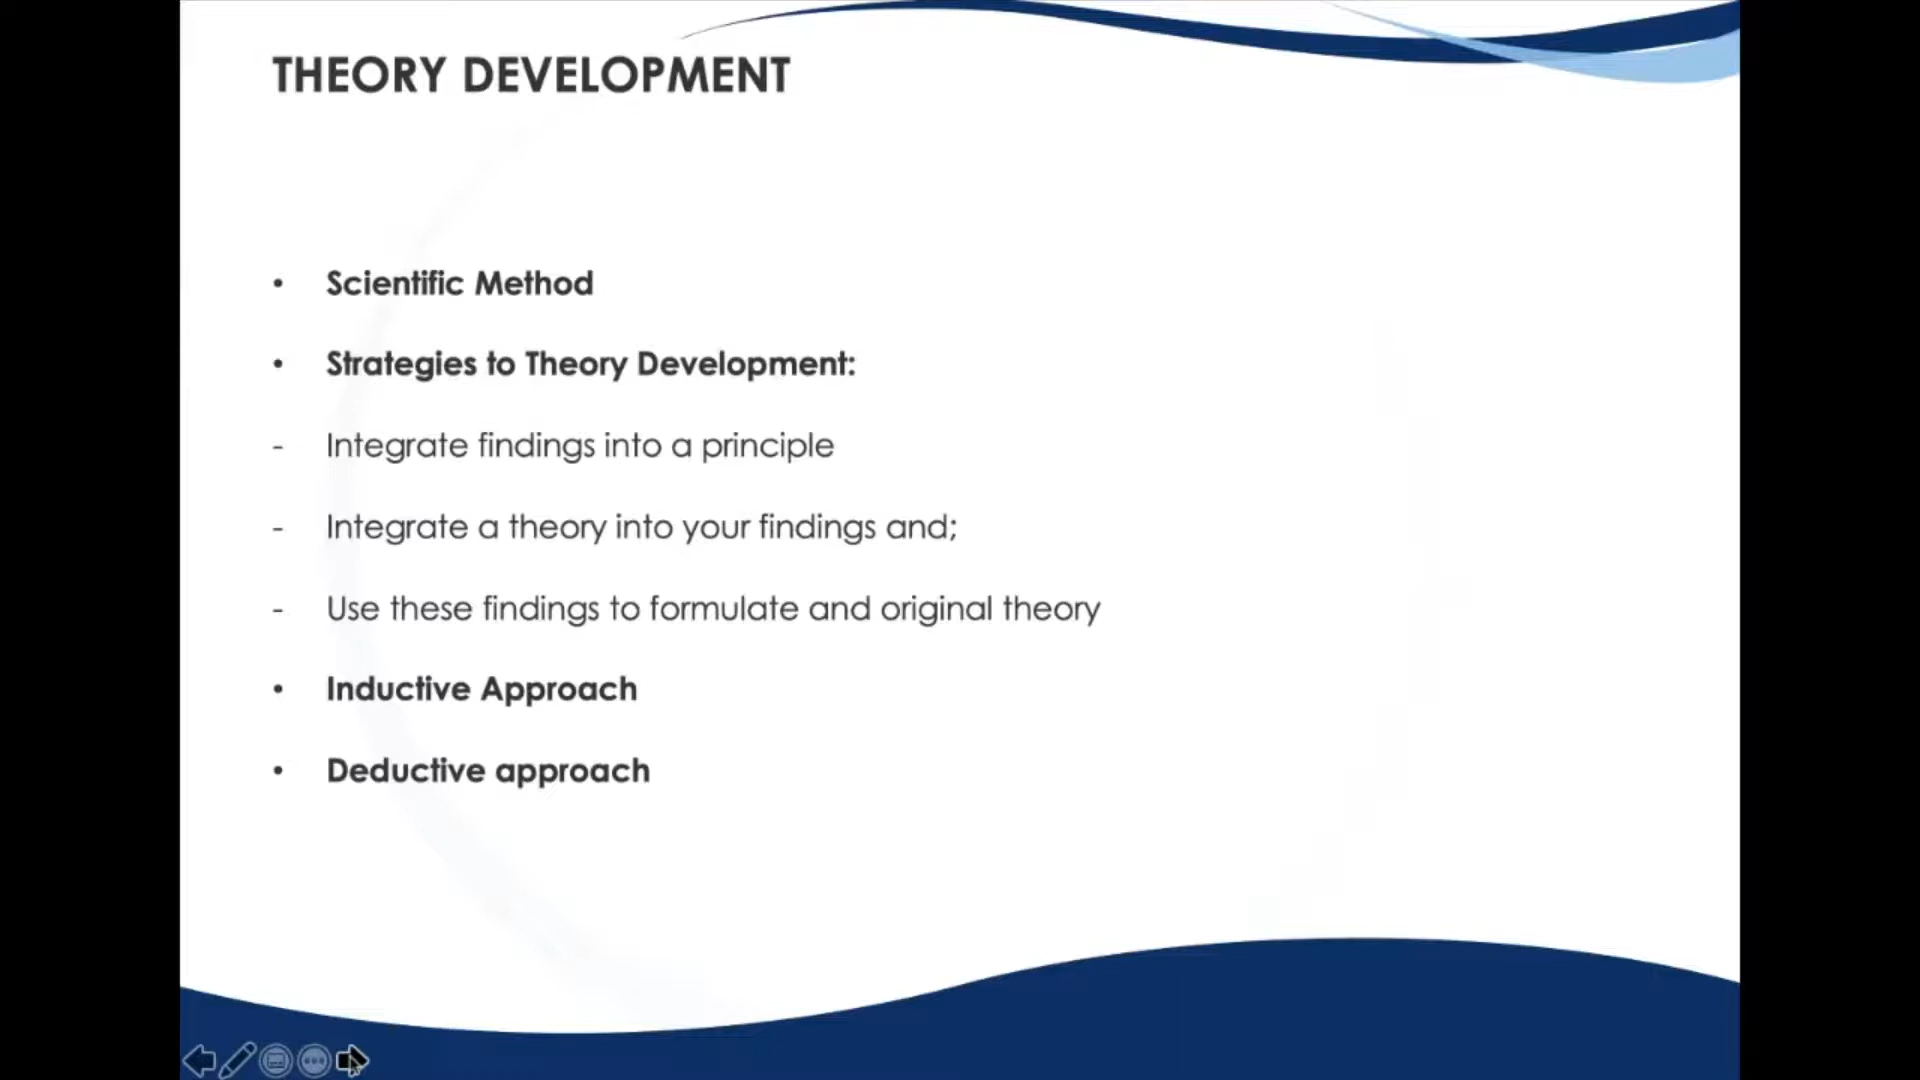 THEORY DEVELOPMENT
• Scientific Method
• Strategies to Theory Development:
- Integrate findings into a principle
- Integrate a theory into your findings and;
- Use these findings to formulate and original theory
• Inductive Approach
• Deductive approach